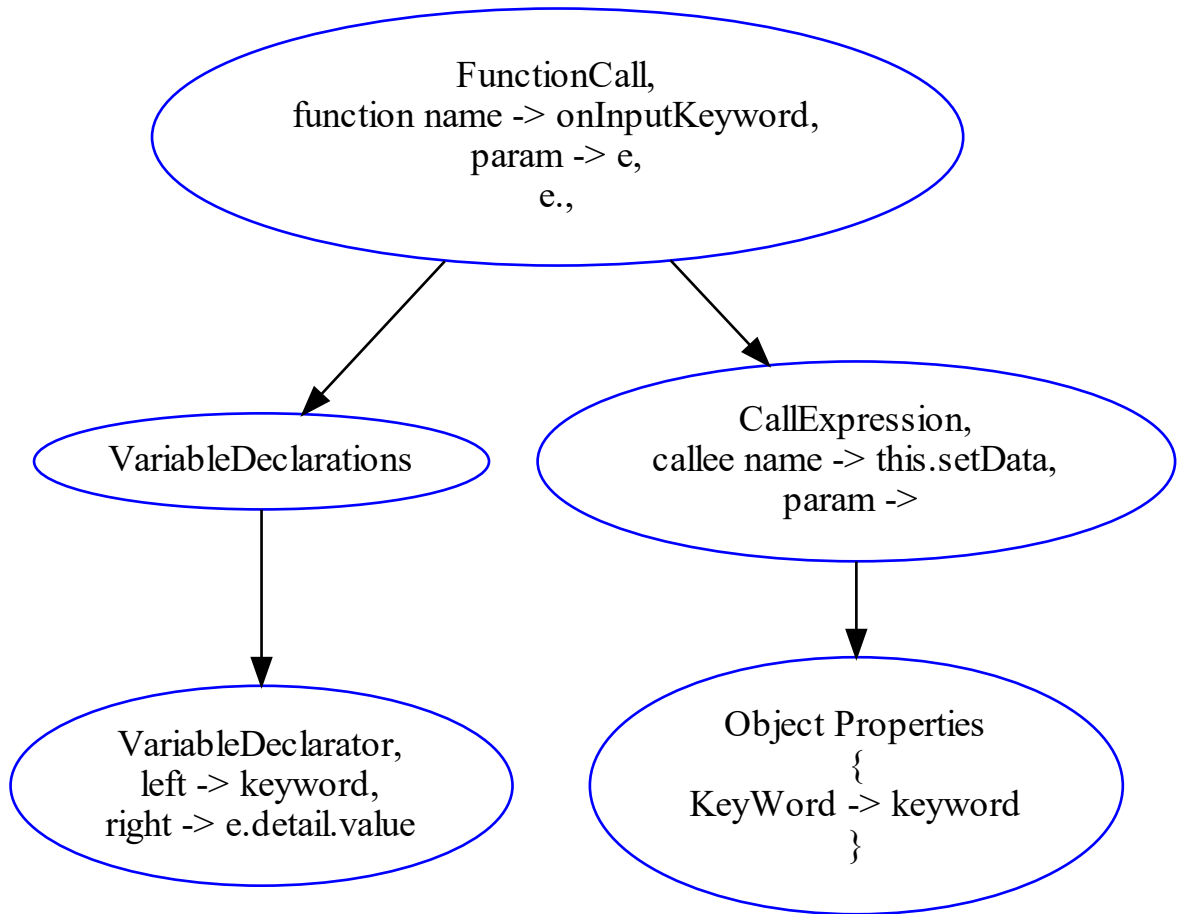 FunctionCall,
function name -> onInputKeyword,
param -> e,
e.,
VariableDeclarations
CallExpression,
callee name -> this.setData,
param ->
VariableDeclarator,
left -> keyword,
right -> e.detail.value
Object Properties
{
KeyWord -> keyword
}